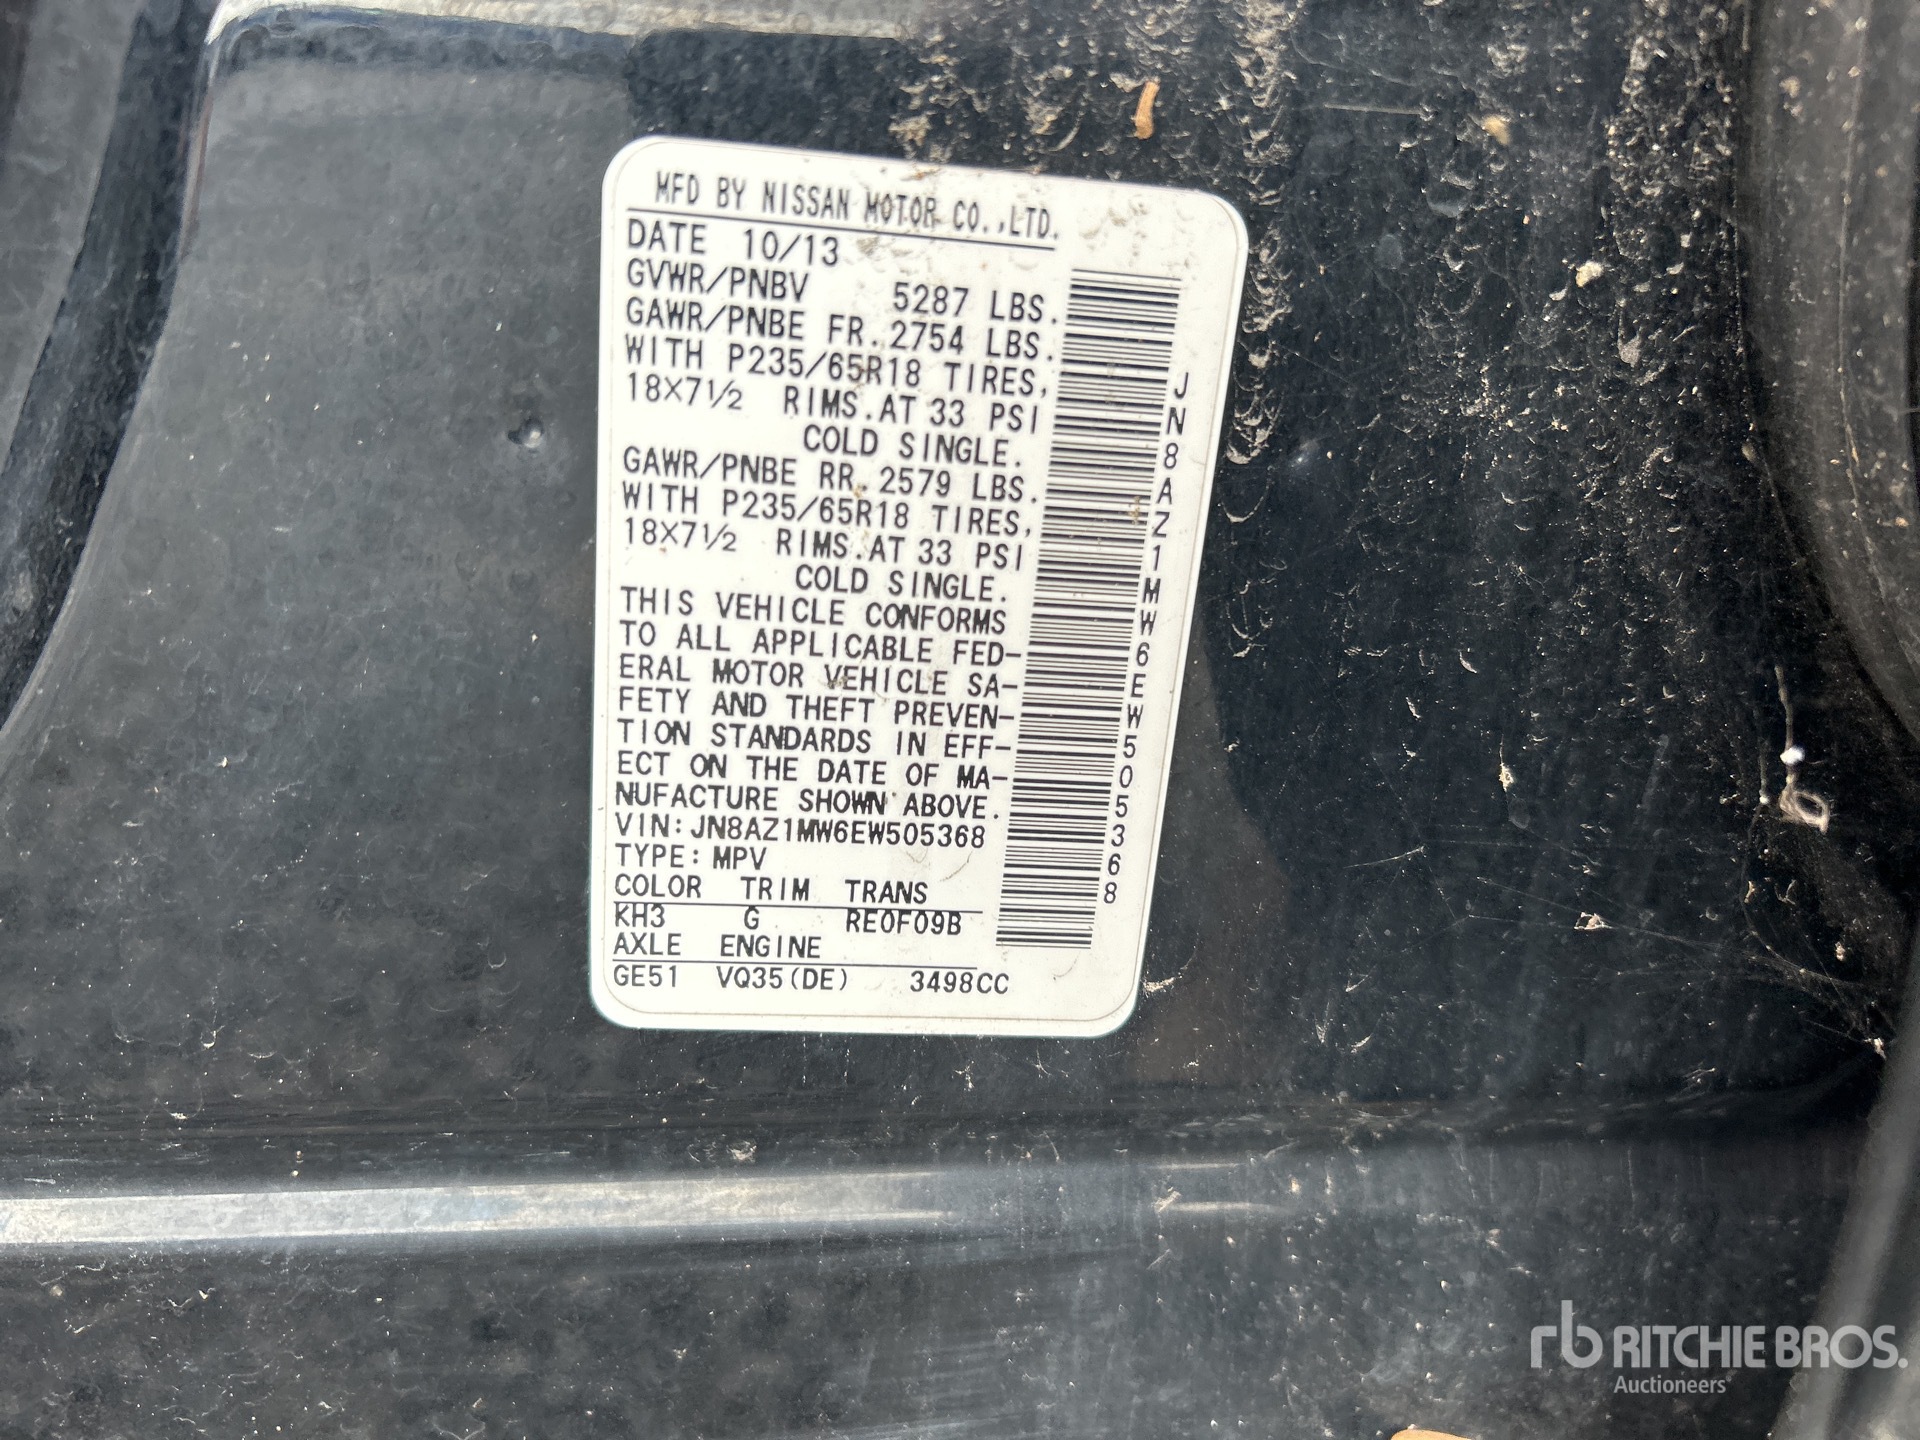 MFD BY NISSAN MOTOR CO.,LTD.
DATE 10/13
GVWR/PNBV 5287 LBS.
GAWR/PNBE FR. 2754 LBS.
WITH P235/65R18 TIRES,
18X7½ RIMS.AT 33 PSI
COLD SINGLE.
GAWR/PNBE RR. 2579 LBS.
WITH P235/65R18 TIRES,
18X7½ RIMS.AT 33 PSI
COLD SINGLE.
THIS VEHICLE CONFORMS
TO ALL APPLICABLE FED-
ERAL MOTOR VEHICLE SA-
FETY AND THEFT PREVEN-
TION STANDARDS IN EFF-
ECT ON THE DATE OF MA-
NUFACTURE SHOWN ABOVE.
VIN:JN8AZ1MW6EW505368
TYPE:MPV
COLOR TRIM TRANS
KH3 G RE0F09B
AXLE ENGINE
GE51 VQ35(DE) 3498CC
JN8AZ1MW6EW505368
rb RITCHIE BROS.
Auctioneers